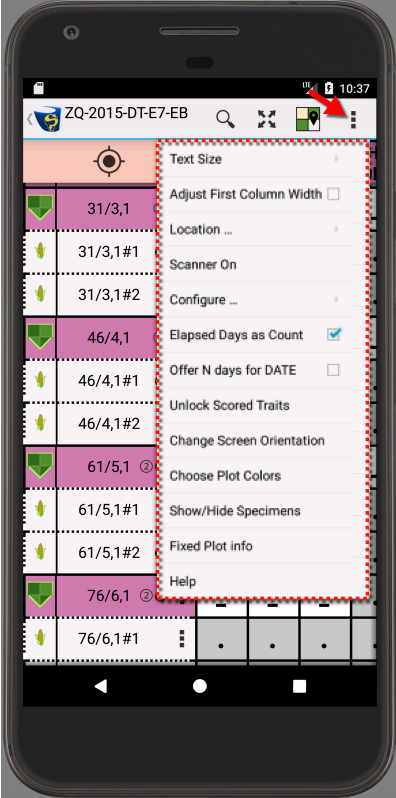 LTE 10:37
ZQ-2015-DT-E7-EB
Text Size
31/3,1
Adjust First Column Width
Location ...
31/3,1#1
Scanner On
31/3,1#2
Configure ...
46/4,1
Elapsed Days as Count
46/4,1#1
Offer N days for DATE
Unlock Scored Traits
46/4,1#2
Change Screen Orientation
61/5,1 2
Choose Plot Colors
61/5,1#1
Show/Hide Specimens
61/5,1#2
Fixed Plot info
76/6,1 2
Help
76/6,1#1